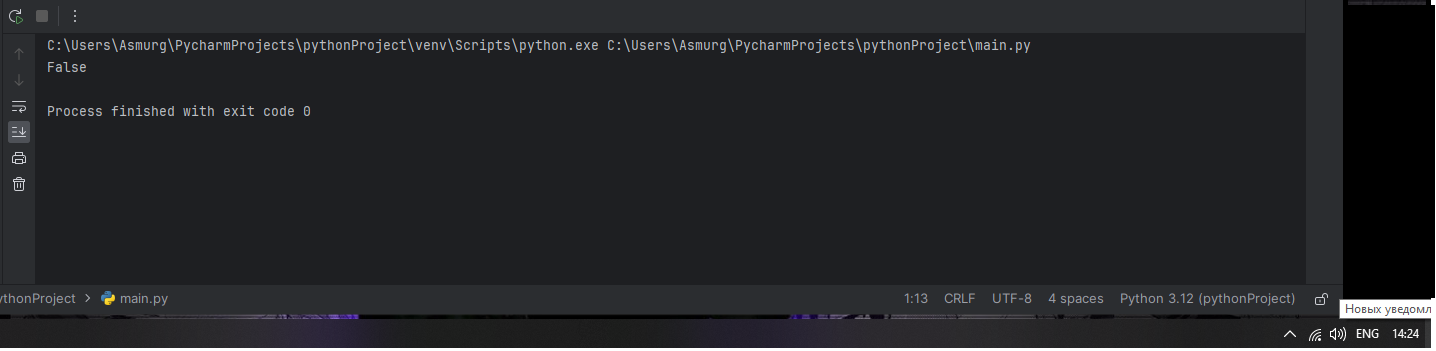 C:\Users\Asmurg\PycharmProjects\pythonProject\venv\Scripts\python.exe C:\Users\Asmurg\PycharmProjects\pythonProject\main.py
False
Process finished with exit code 0
ythonProject > main.py 1:13 CRLF UTF-8 4 spaces Python 3.12 (pythonProject)
Новых уведомл
ENG 14:24